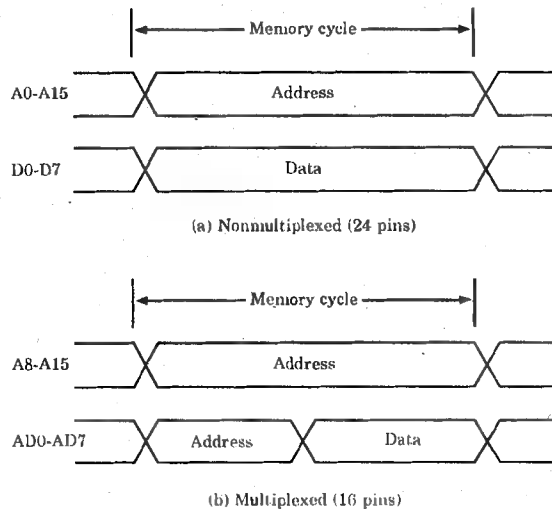 Memory cycle
A0-A15
Address
D0-D7
Data
(a) Nonmultiplexed (24 pins)
Memory cycle
A8-A15
Address
AD0-AD7
Address
Data
(b) Multiplexed (16 pins)